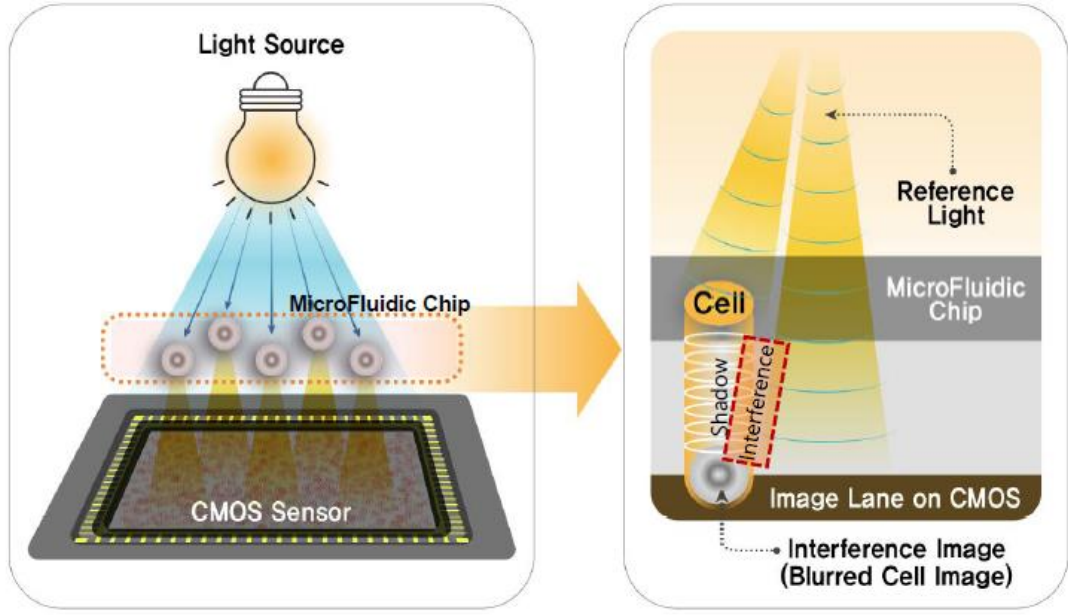 Light Source
MicroFluidic Chip
CMOS Sensor
Reference
Light
MicroFluidic
Chip
Cell
Shadow
Interference
Image Lane on CMOS
Interference Image
(Blurred Cell Image)